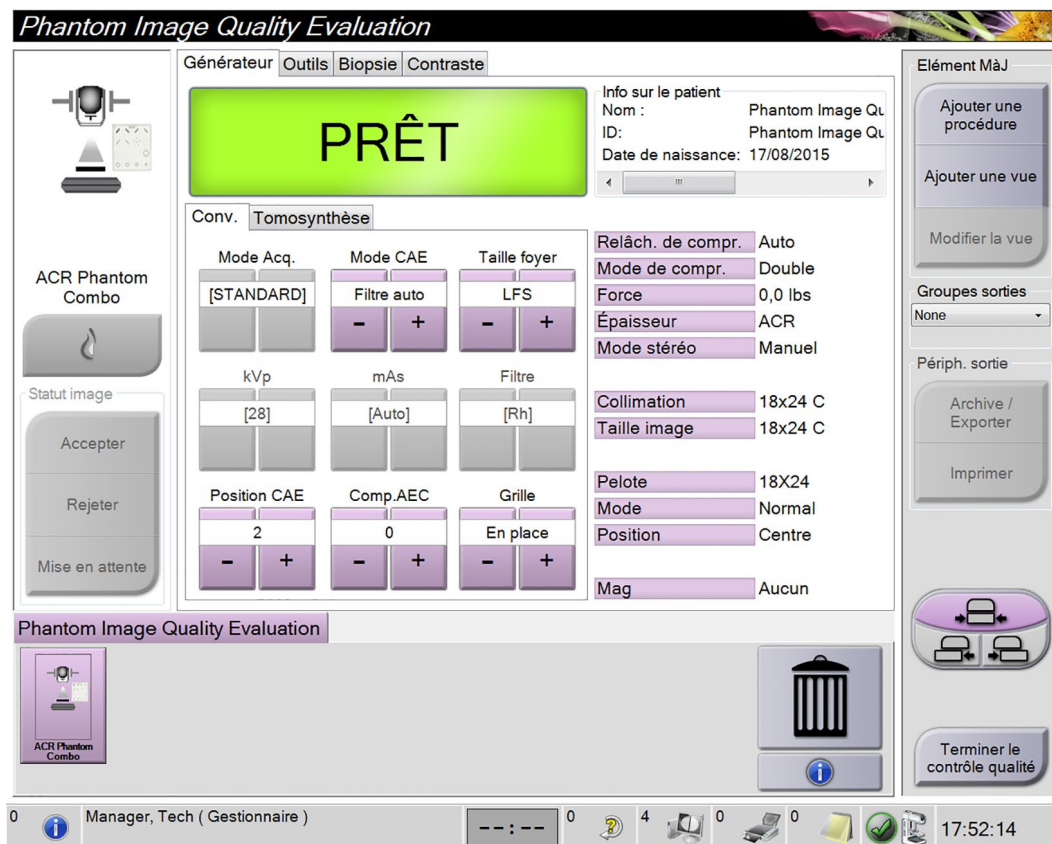 Phantom Image Quality Evaluation
Générateur
Outils
Biopsie
Contraste
PRÊT
Info sur le patient
Nom : Phantom Image Qu
ID: Phantom Image Qu
Date de naissance: 17/08/2015
ACR Phantom
Combo
Statut image
Accepter
Rejeter
Mise en attente
Conv.
Tomosynthèse
Mode Acq.
[STANDARD]
Mode CAE
Filtre auto
- +
Taille foyer
LFS
- +
kVp
[28]
mAs
[Auto]
Filtre
[Rh]
Position CAE
2
- +
Comp.AEC
0
- +
Grille
En place
- +
Relâch. de compr. Auto
Mode de compr. Double
Force 0,0 lbs
Épaisseur ACR
Mode stéréo Manuel
Collimation 18x24 C
Taille image 18x24 C
Pelote 18X24
Mode Normal
Position Centre
Mag Aucun
Elément MàJ
Ajouter une
procédure
Ajouter une vue
Modifier la vue
Groupes sorties
None
Périph. sortie
Archive /
Exporter
Imprimer
Terminer le
contrôle qualité
Phantom Image Quality Evaluation
ACR Phantom
Combo
0 Manager, Tech ( Gestionnaire ) --:-- 0 4 0 0 17:52:14